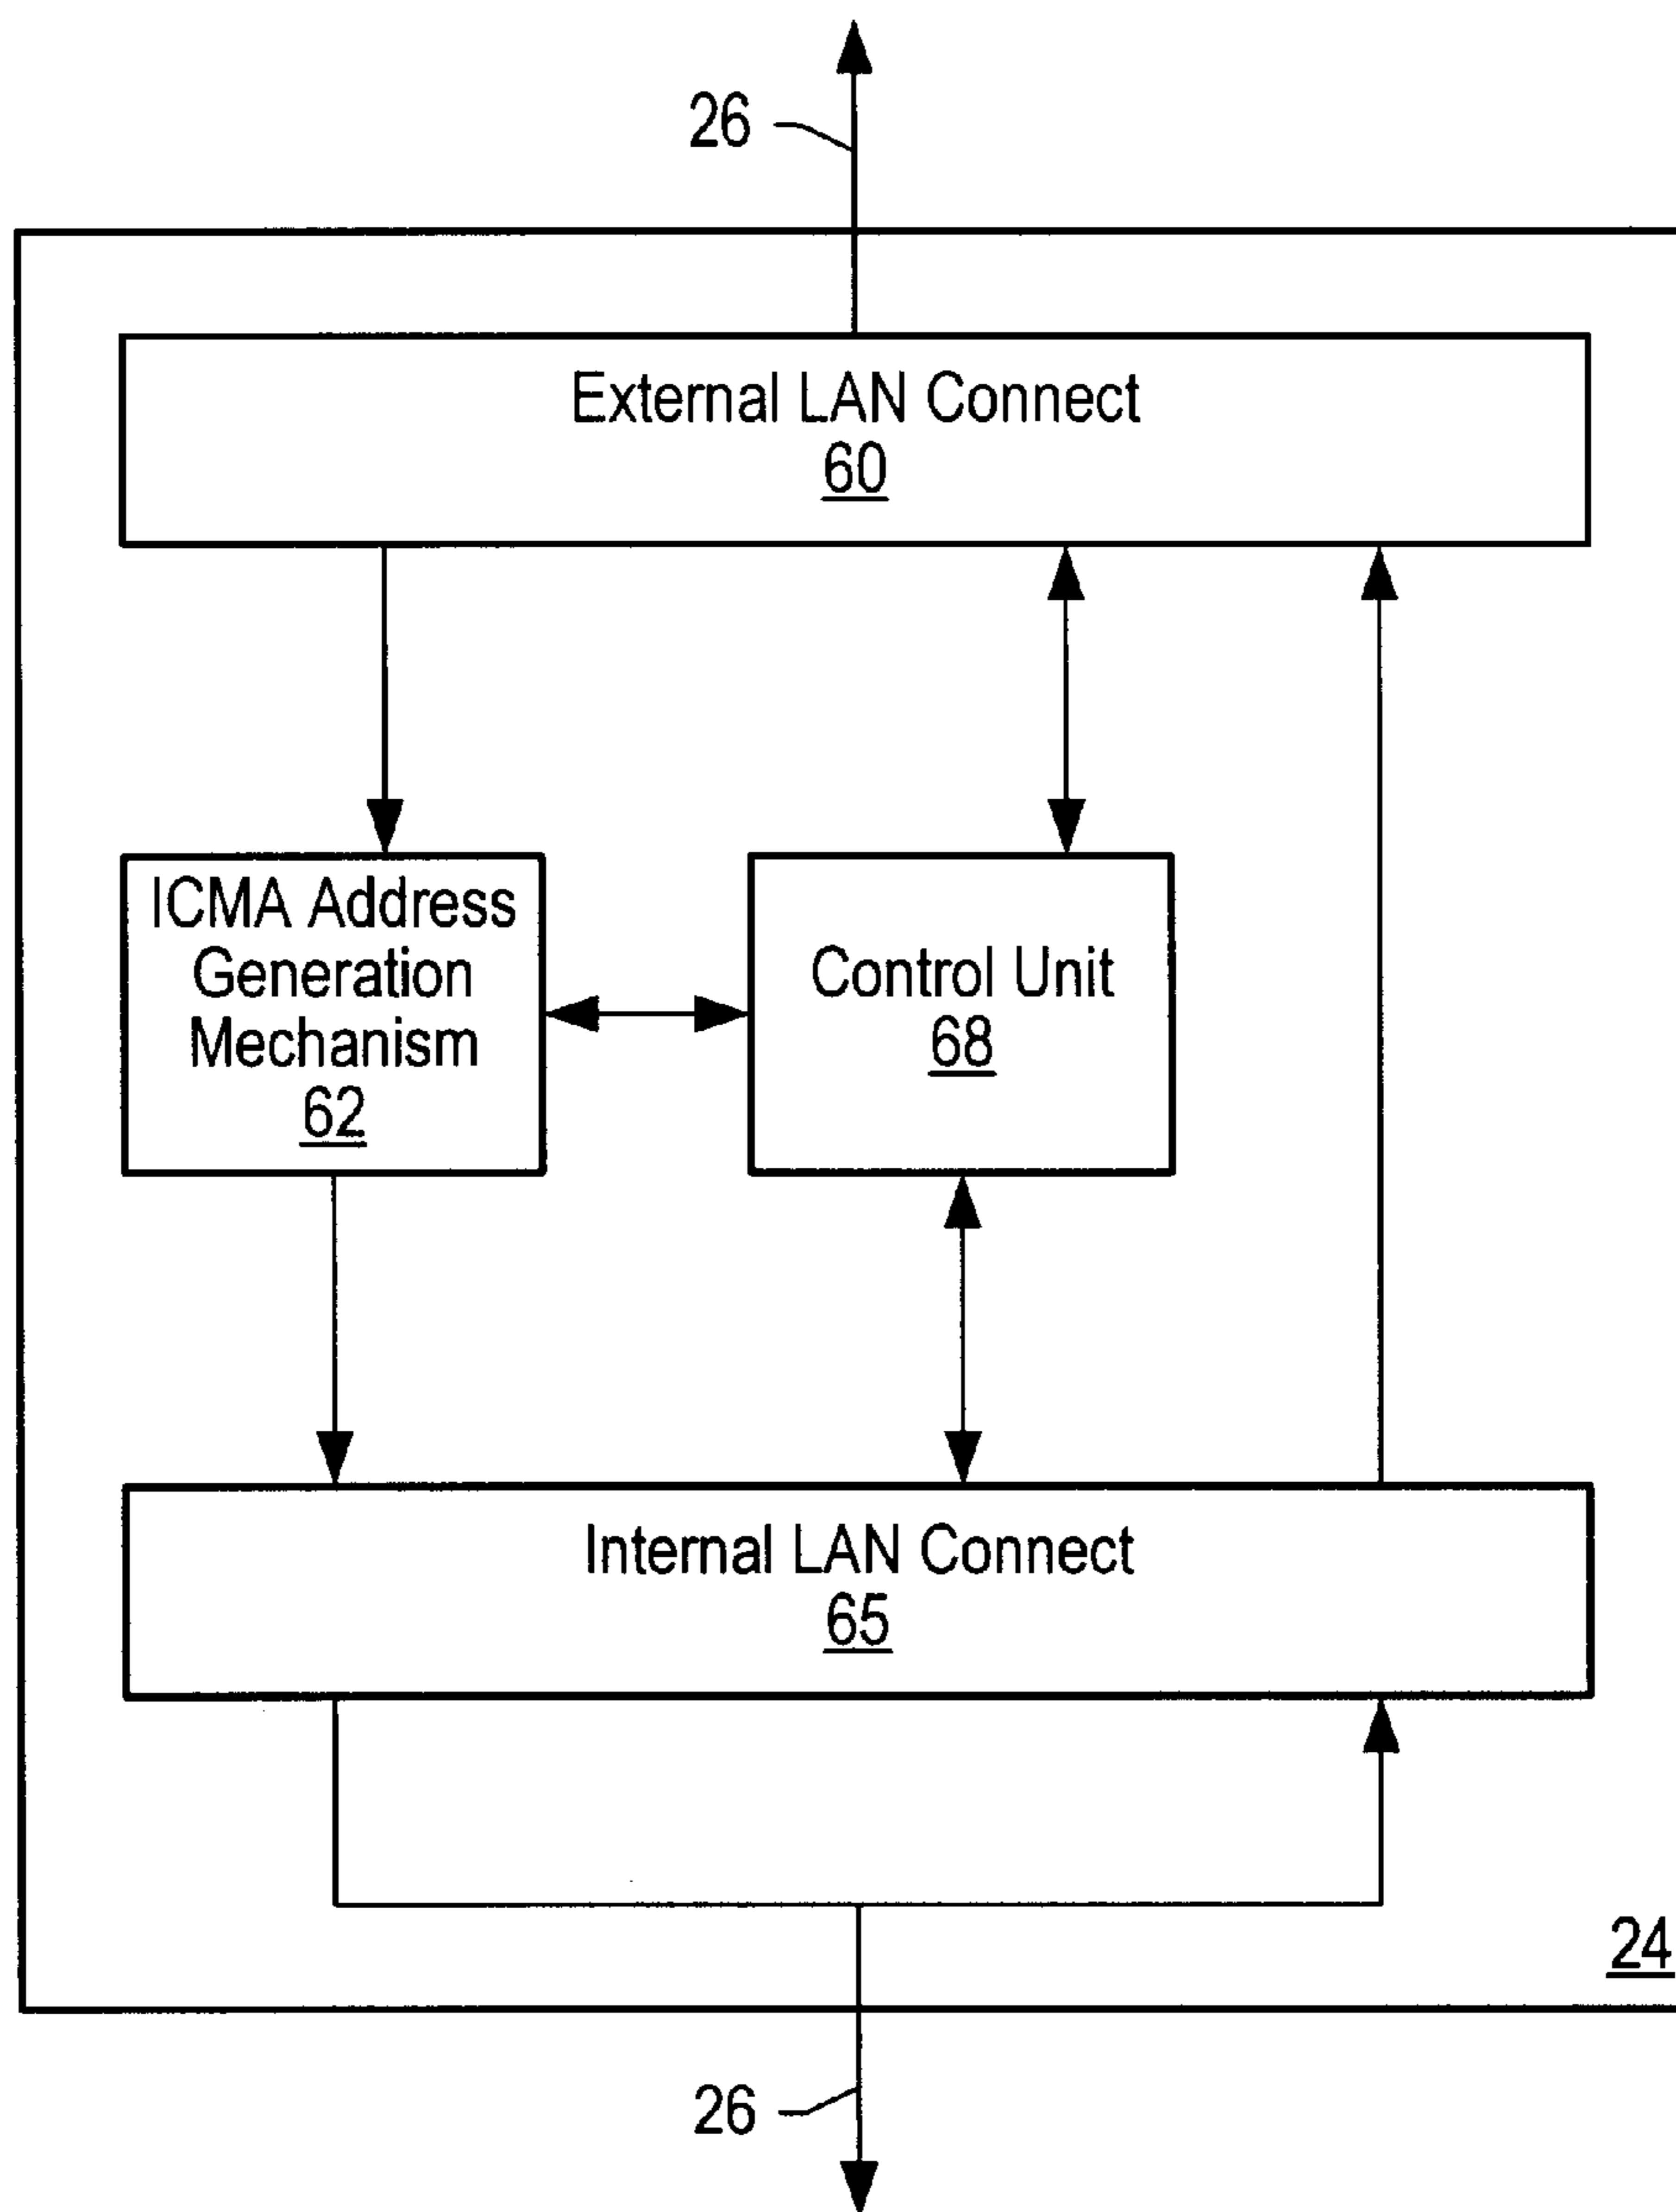 26
External LAN Connect
60
ICMA Address
Generation
Mechanism
62
Control Unit
68
Internal LAN Connect
65
24
26